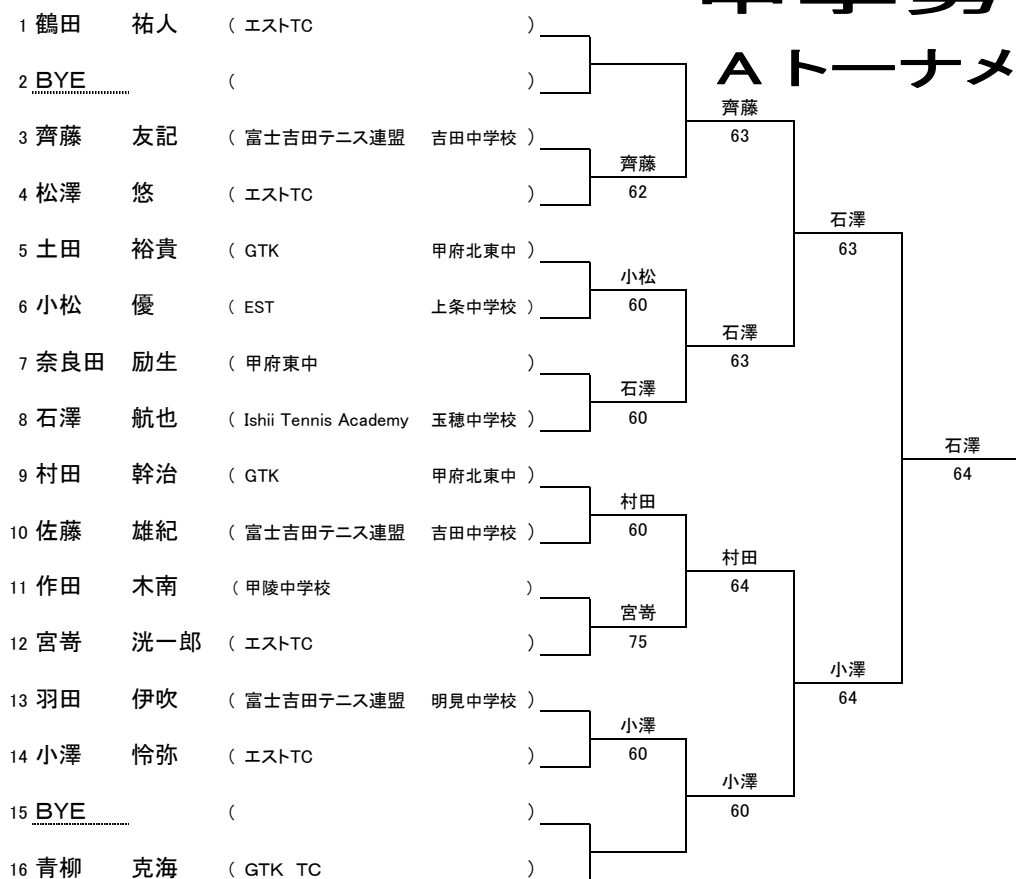 Aトーナメ
1 鶴田 祐人 ( エストTC )
2 BYE ( )
齊藤
63
3 齊藤 友記 ( 富士吉田テニス連盟 吉田中学校 )
齊藤
62
4 松澤 悠 ( エストTC )
石澤
63
5 土田 裕貴 ( GTK 甲府北東中 )
小松
60
6 小松 優 ( EST 上条中学校 )
石澤
63
7 奈良田 励生 ( 甲府東中 )
石澤
60
8 石澤 航也 ( Ishii Tennis Academy 玉穂中学校 )
石澤
64
9 村田 幹治 ( GTK 甲府北東中 )
村田
60
10 佐藤 雄紀 ( 富士吉田テニス連盟 吉田中学校 )
村田
64
11 作田 木南 ( 甲陵中学校 )
宮嵜
75
12 宮嵜 洸一郎 ( エストTC )
小澤
64
13 羽田 伊吹 ( 富士吉田テニス連盟 明見中学校 )
小澤
60
14 小澤 怜弥 ( エストTC )
小澤
60
15 BYE ( )
16 青柳 克海 ( GTK TC )